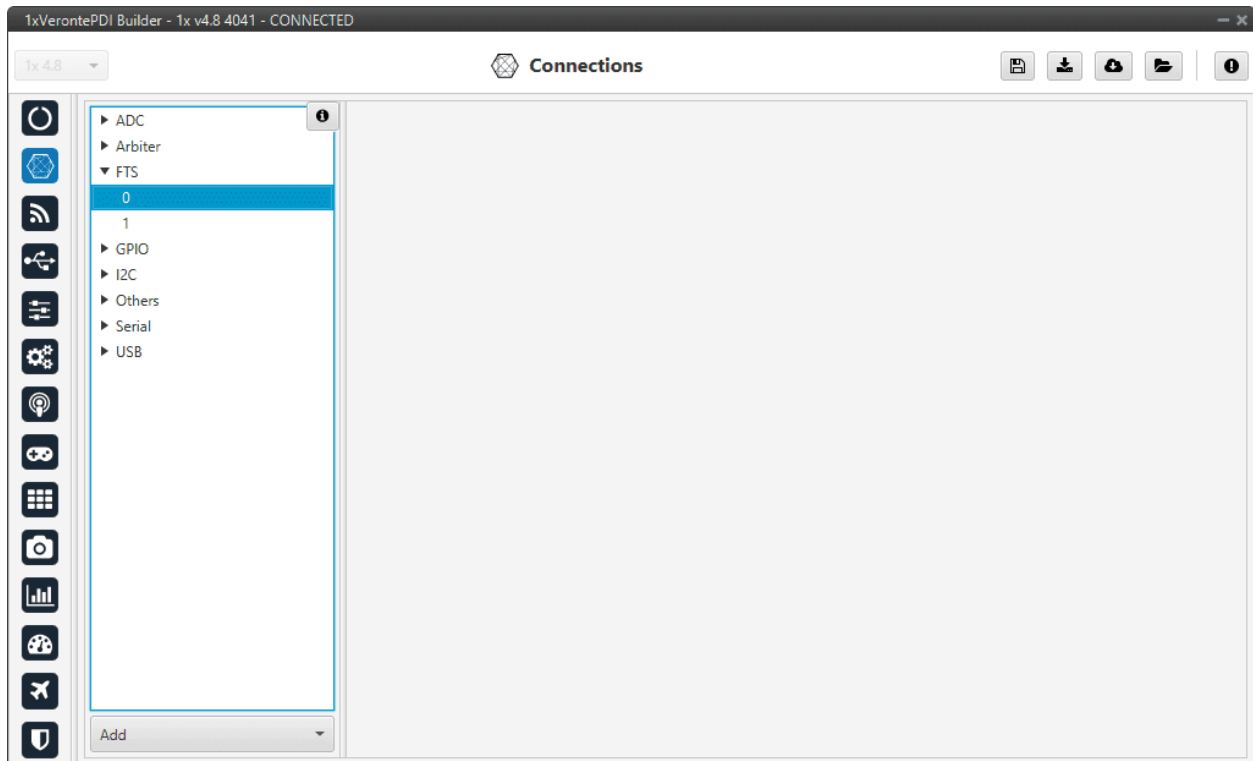 1xVerontePDI Builder - 1x v4.8 4041 - CONNECTED
1x 4.8
Connections
ADC
Arbiter
FTS
0
1
GPIO
I2C
Others
Serial
USB
Add